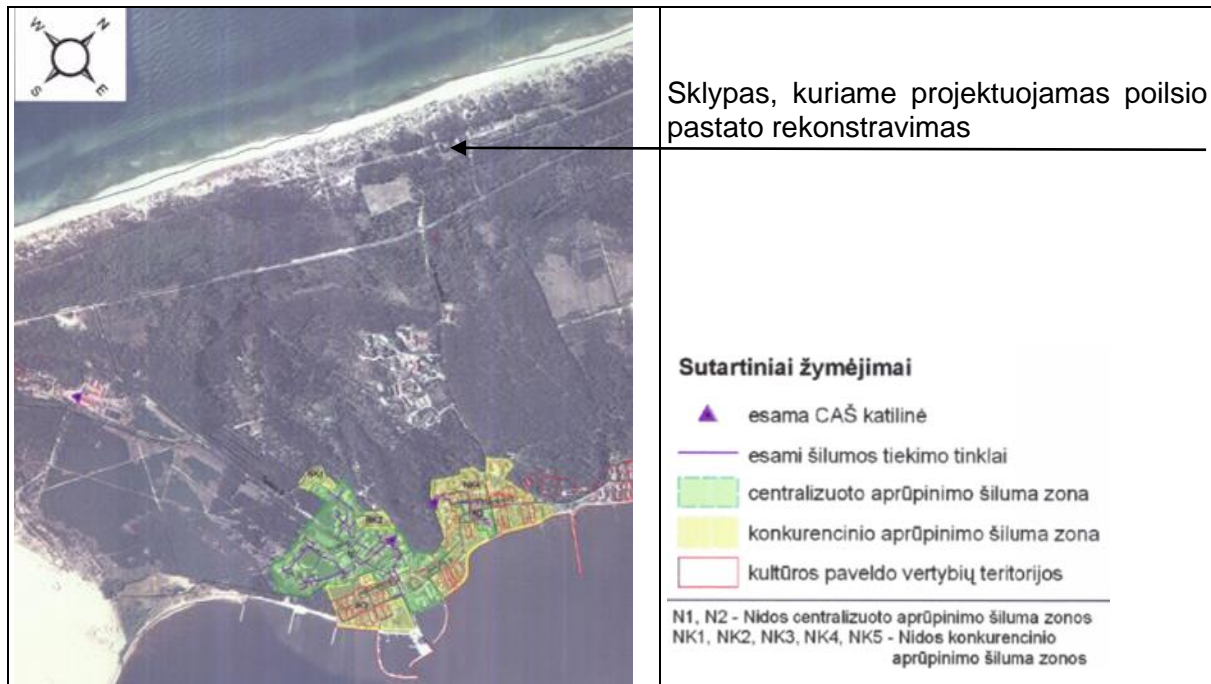 W N
S E
Sklypas, kuriame projektuojamas poilsio
pastato rekonstravimas
Sutartiniai žymėjimai
esama CAŠ katilinė
esami šilumos tiekimo tinklai
centralizuoto aprūpinimo šiluma zona
konkurencinio aprūpinimo šiluma zona
kultūros paveldo vertybių teritorijos
N1, N2 - Nidos centralizuoto aprūpinimo šiluma zonos
NK1, NK2, NK3, NK4, NK5 - Nidos konkurencinio
aprūpinimo šiluma zonos
NK4